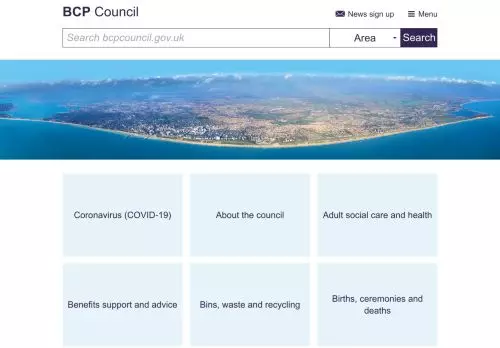 BCP Council
News sign up
Menu
Search bcpcouncil.gov.uk
Area
Search
Coronavirus (COVID-19)
About the council
Adult social care and health
Benefits support and advice
Bins, waste and recycling
Births, ceremonies and
deaths